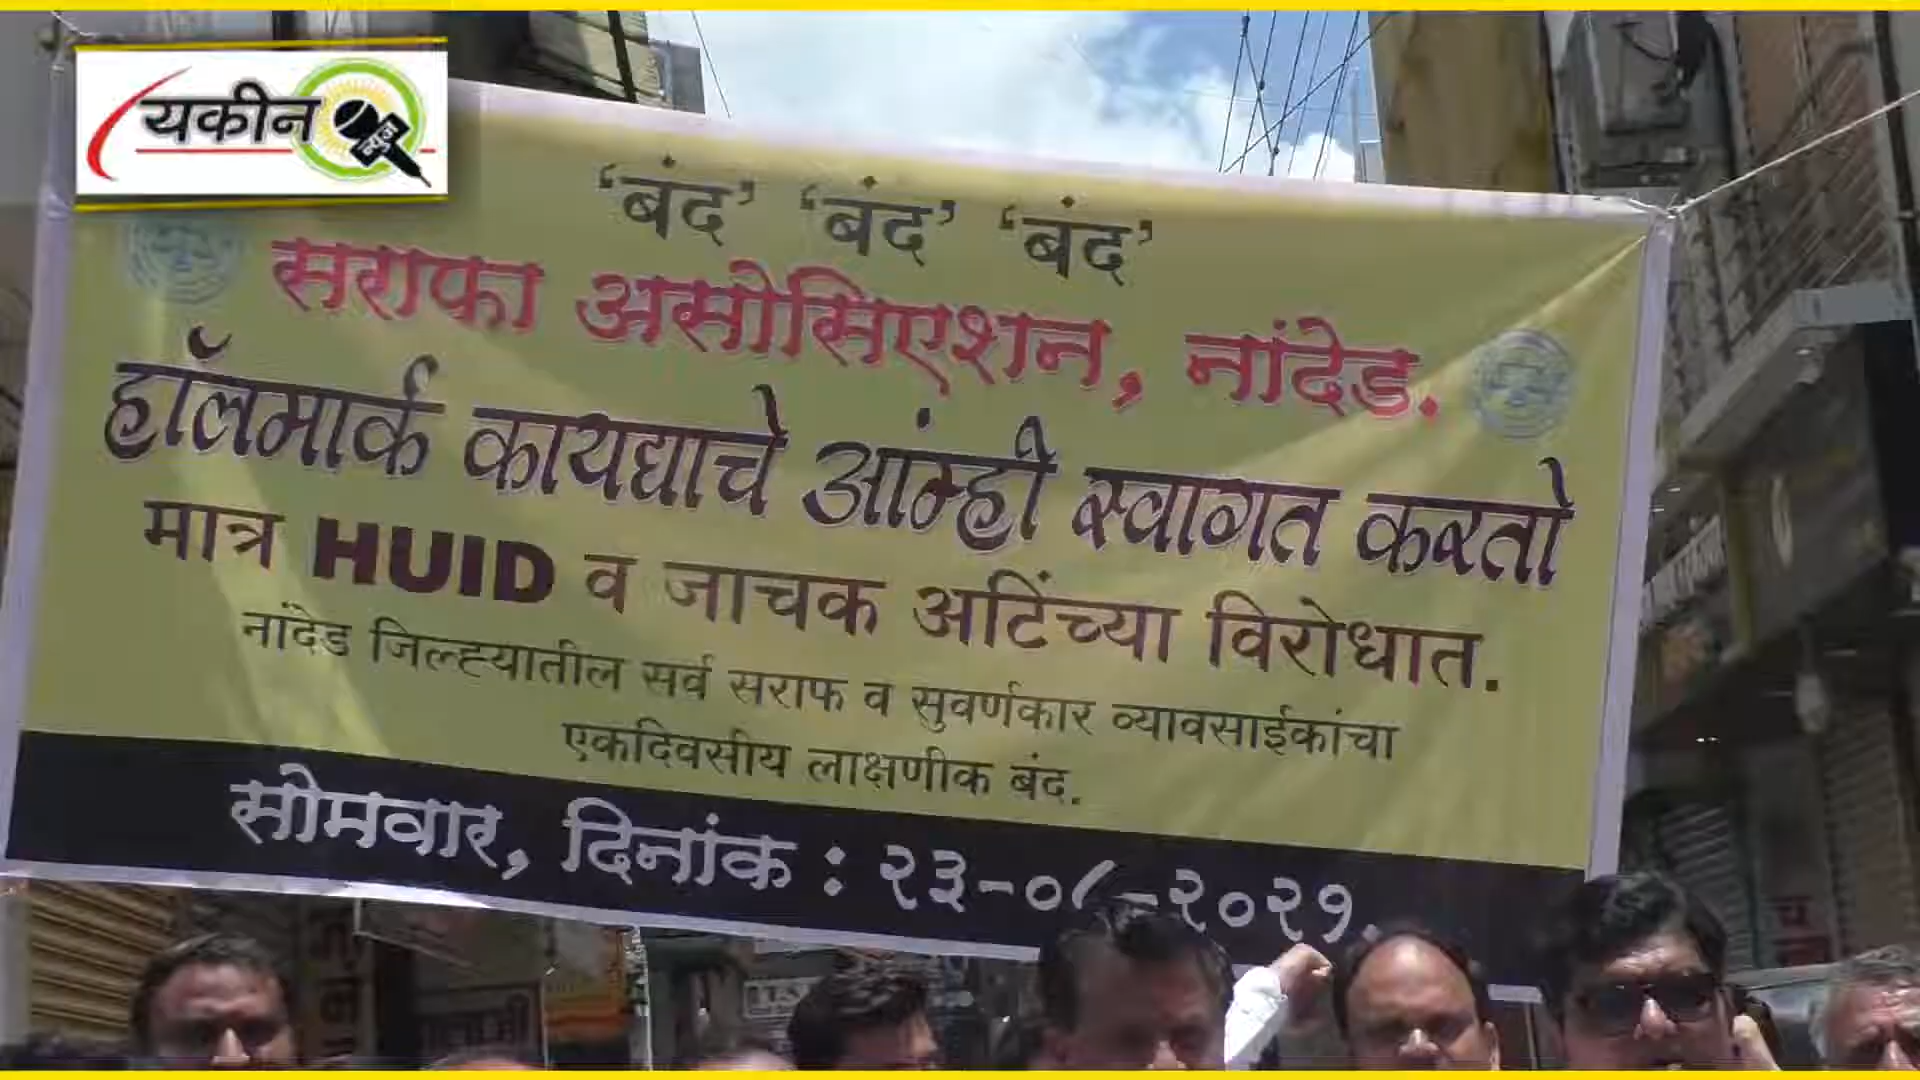 यकीन
न्युज
‘बंद’ ‘बंद’ ‘बंद’
सराफा असोसिएशन, नांदेड.
हॉलमार्क कायद्याचे आंम्ही स्वागत करतो
मात्र HUID व जाचक अटिंच्या विरोधात.
नांदेड जिल्ह्यातील सर्व सराफ व सुवर्णकार व्यावसाईकांचा
एकदिवसीय लाक्षणीक बंद.
सोमवार, दिनांक : २३-०८-२०२१.